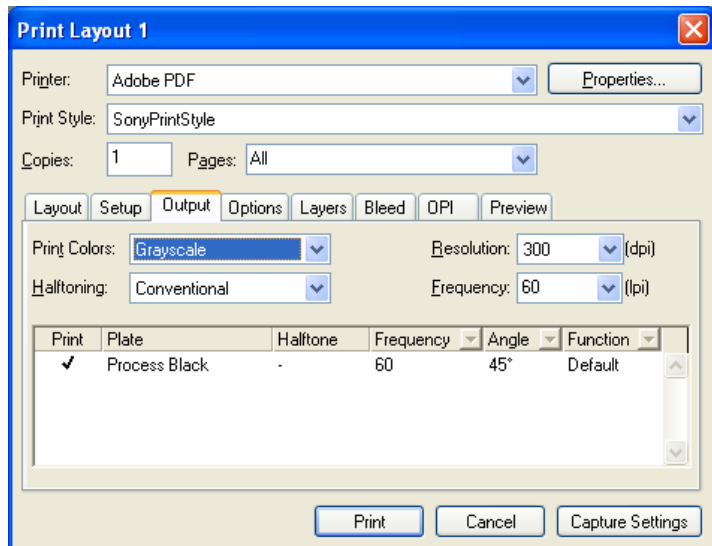 Print Layout 1
Printer: Adobe PDF Properties...
Print Style: SonyPrintStyle
Copies: 1 Pages: All
Layout Setup Output Options Layers Bleed OPI Preview
Print Colors: Grayscale Resolution: 300 (dpi)
Halftoning: Conventional Frequency: 60 (lpi)
Print Plate Halftone Frequency Angle Function
✓ Process Black - 60 45° Default
Print Cancel Capture Settings